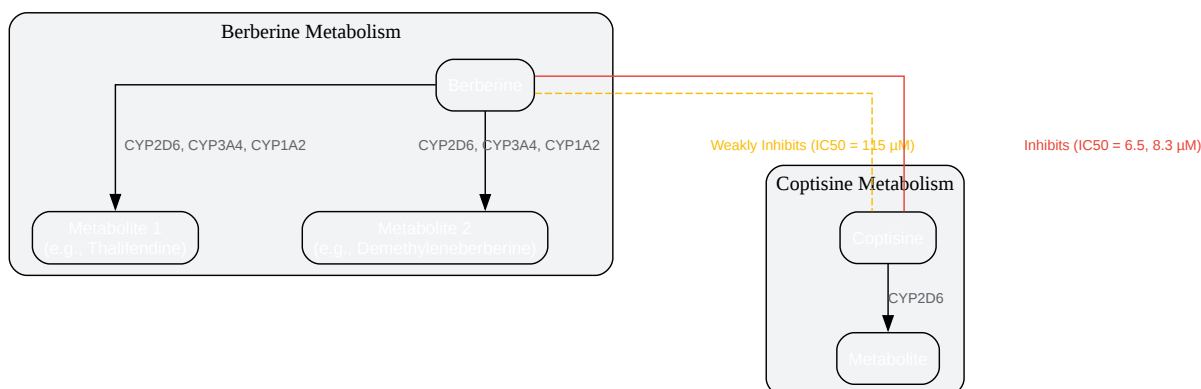 Berberine Metabolism
Berberine
CYP2D6, CYP3A4, CYP1A2
CYP2D6, CYP3A4, CYP1A2
Weakly Inhibits (IC50 = 115 µM)
Inhibits (IC50 = 6.5, 8.3 µM)
Metabolite 1
(e.g., Thalifendine)
Metabolite 2
(e.g., Demethyleneberberine)
Coptisine Metabolism
Coptisine
CYP2D6
Metabolite